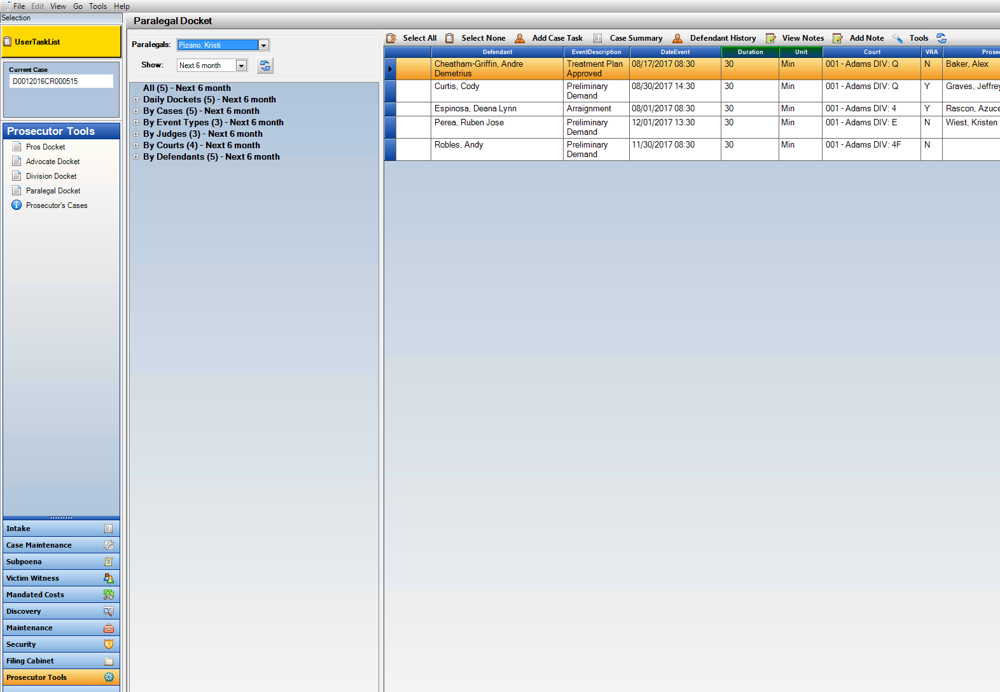 File Edit View Go Tools Help
Selection
UserTaskList
Current Case
D0012016CR000515
Prosecutor Tools
Pros Docket
Advocate Docket
Division Docket
Paralegal Docket
Prosecutor's Cases
Intake
Case Maintenance
Subpoena
Victim Witness
Mandated Costs
Discovery
Maintenance
Security
Filing Cabinet
Prosecutor Tools
Paralegal Docket
Paralegals: Pizano, Kristi
Show: Next 6 month
All (5) - Next 6 month
Daily Dockets (5) - Next 6 month
By Cases (5) - Next 6 month
By Event Types (3) - Next 6 month
By Judges (3) - Next 6 month
By Courts (4) - Next 6 month
By Defendants (5) - Next 6 month
Select All Select None Add Case Task Case Summary Defendant History View Notes Add Note Tools
Defendant EventDescription DateEvent Duration Unit Court VRA Prosec
Cheatham-Griffin, Andre Treatment Plan 08/17/2017 08:30 30 Min 001 - Adams DIV: Q N Baker, Alex
Demetrius Approved
Curtis, Cody Preliminary 08/30/2017 14:30 30 Min 001 - Adams DIV: Q Y Graves, Jeffrey
Demand
Espinosa, Deana Lynn Arraignment 08/01/2017 08:30 30 Min 001 - Adams DIV: 4 Y Rascon, Azuce
Perea, Ruben Jose Preliminary 12/01/2017 13:30 30 Min 001 - Adams DIV: E N Wiest, Kristen
Demand
Robles, Andy Preliminary 11/30/2017 08:30 30 Min 001 - Adams DIV: 4F N
Demand